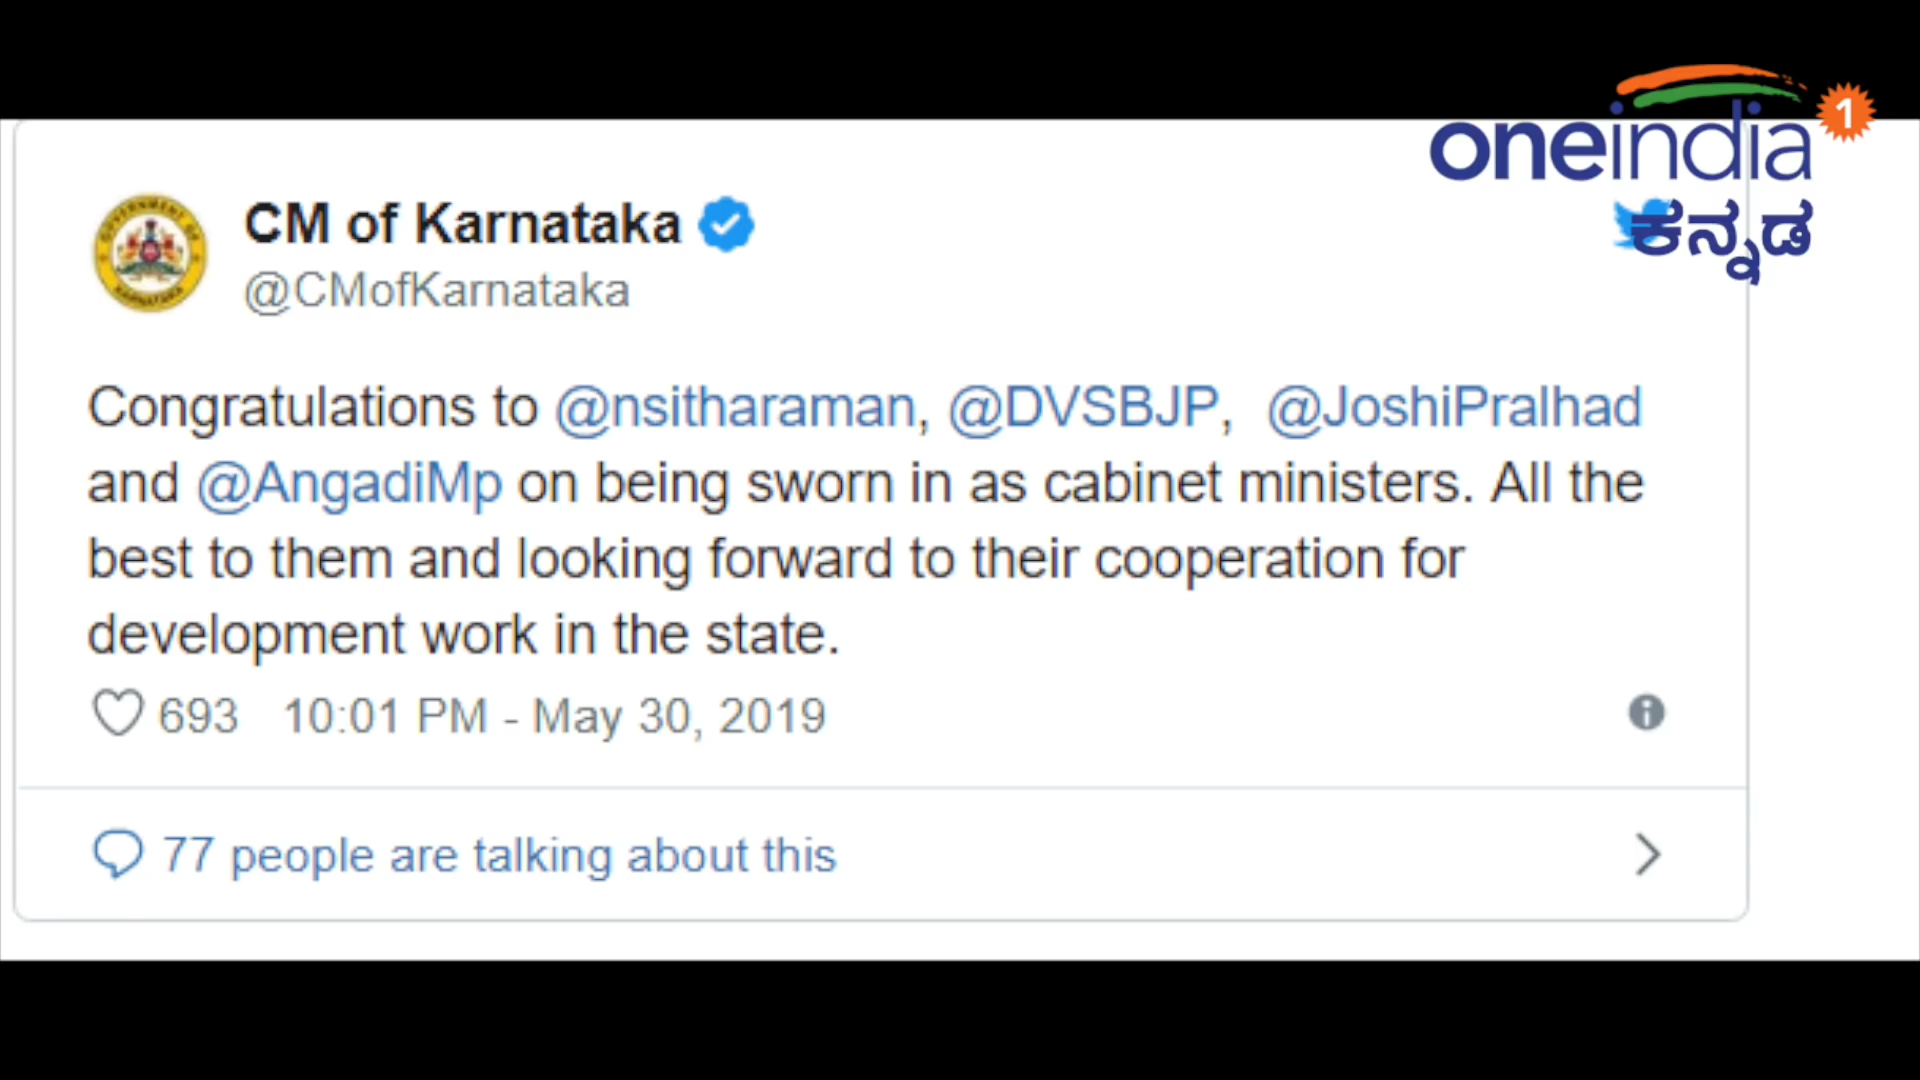 oneindia 1
ಕನ್ನಡ
CM of Karnataka
@CMofKarnataka
Congratulations to @nsitharaman, @DVSBJP, @JoshiPralhad
and @AngadiMp on being sworn in as cabinet ministers. All the
best to them and looking forward to their cooperation for
development work in the state.
693 10:01 PM - May 30, 2019
77 people are talking about this